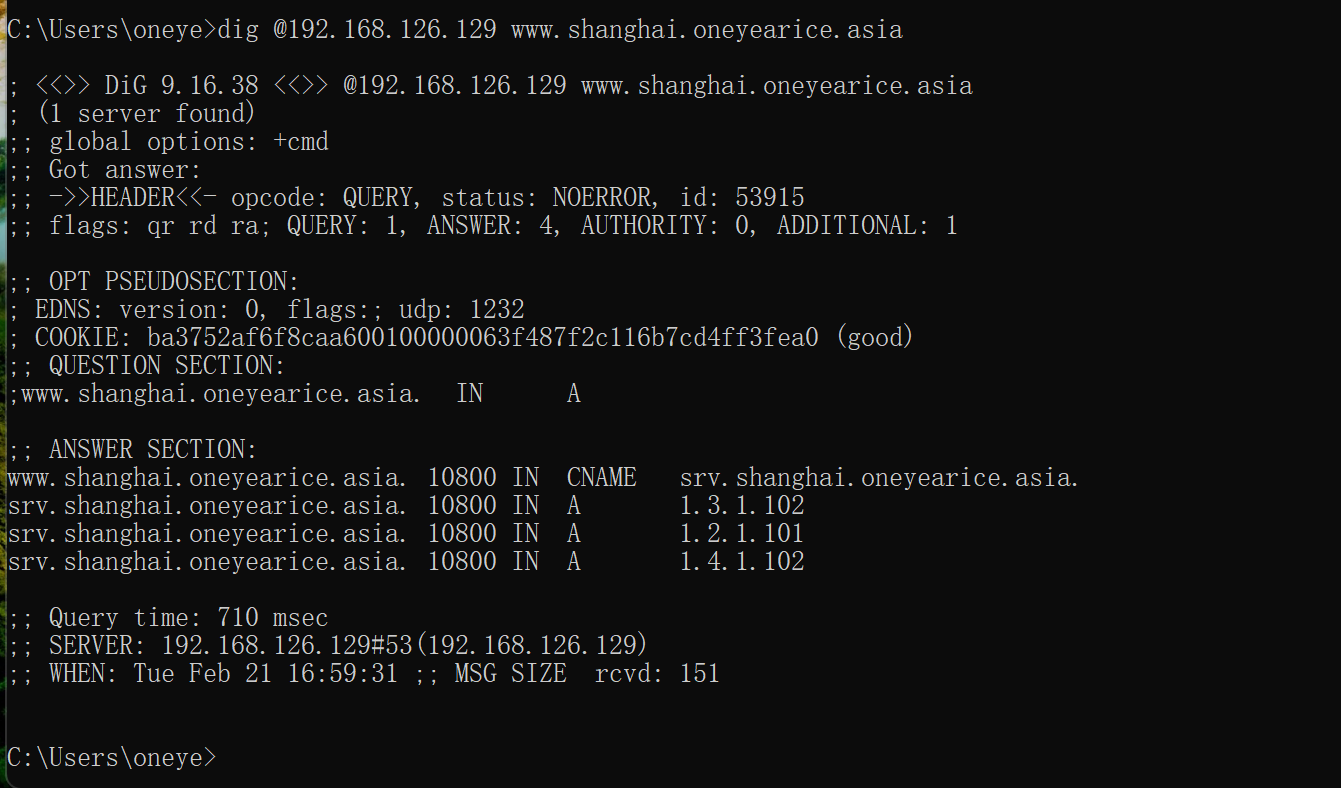 C:\Users\oneye>dig @192.168.126.129 www.shanghai.oneyearice.asia
; <<>> DiG 9.16.38 <<>> @192.168.126.129 www.shanghai.oneyearice.asia
; (1 server found)
;; global options: +cmd
;; Got answer:
;; ->>HEADER<<- opcode: QUERY, status: NOERROR, id: 53915
;; flags: qr rd ra; QUERY: 1, ANSWER: 4, AUTHORITY: 0, ADDITIONAL: 1
;; OPT PSEUDOSECTION:
; EDNS: version: 0, flags:; udp: 1232
; COOKIE: ba3752af6f8caa600100000063f487f2c116b7cd4ff3fea0 (good)
;; QUESTION SECTION:
;www.shanghai.oneyearice.asia. IN A
;; ANSWER SECTION:
www.shanghai.oneyearice.asia. 10800 IN CNAME srv.shanghai.oneyearice.asia.
srv.shanghai.oneyearice.asia. 10800 IN A 1.3.1.102
srv.shanghai.oneyearice.asia. 10800 IN A 1.2.1.101
srv.shanghai.oneyearice.asia. 10800 IN A 1.4.1.102
;; Query time: 710 msec
;; SERVER: 192.168.126.129#53(192.168.126.129)
;; WHEN: Tue Feb 21 16:59:31 ;; MSG SIZE  rcvd: 151
C:\Users\oneye>